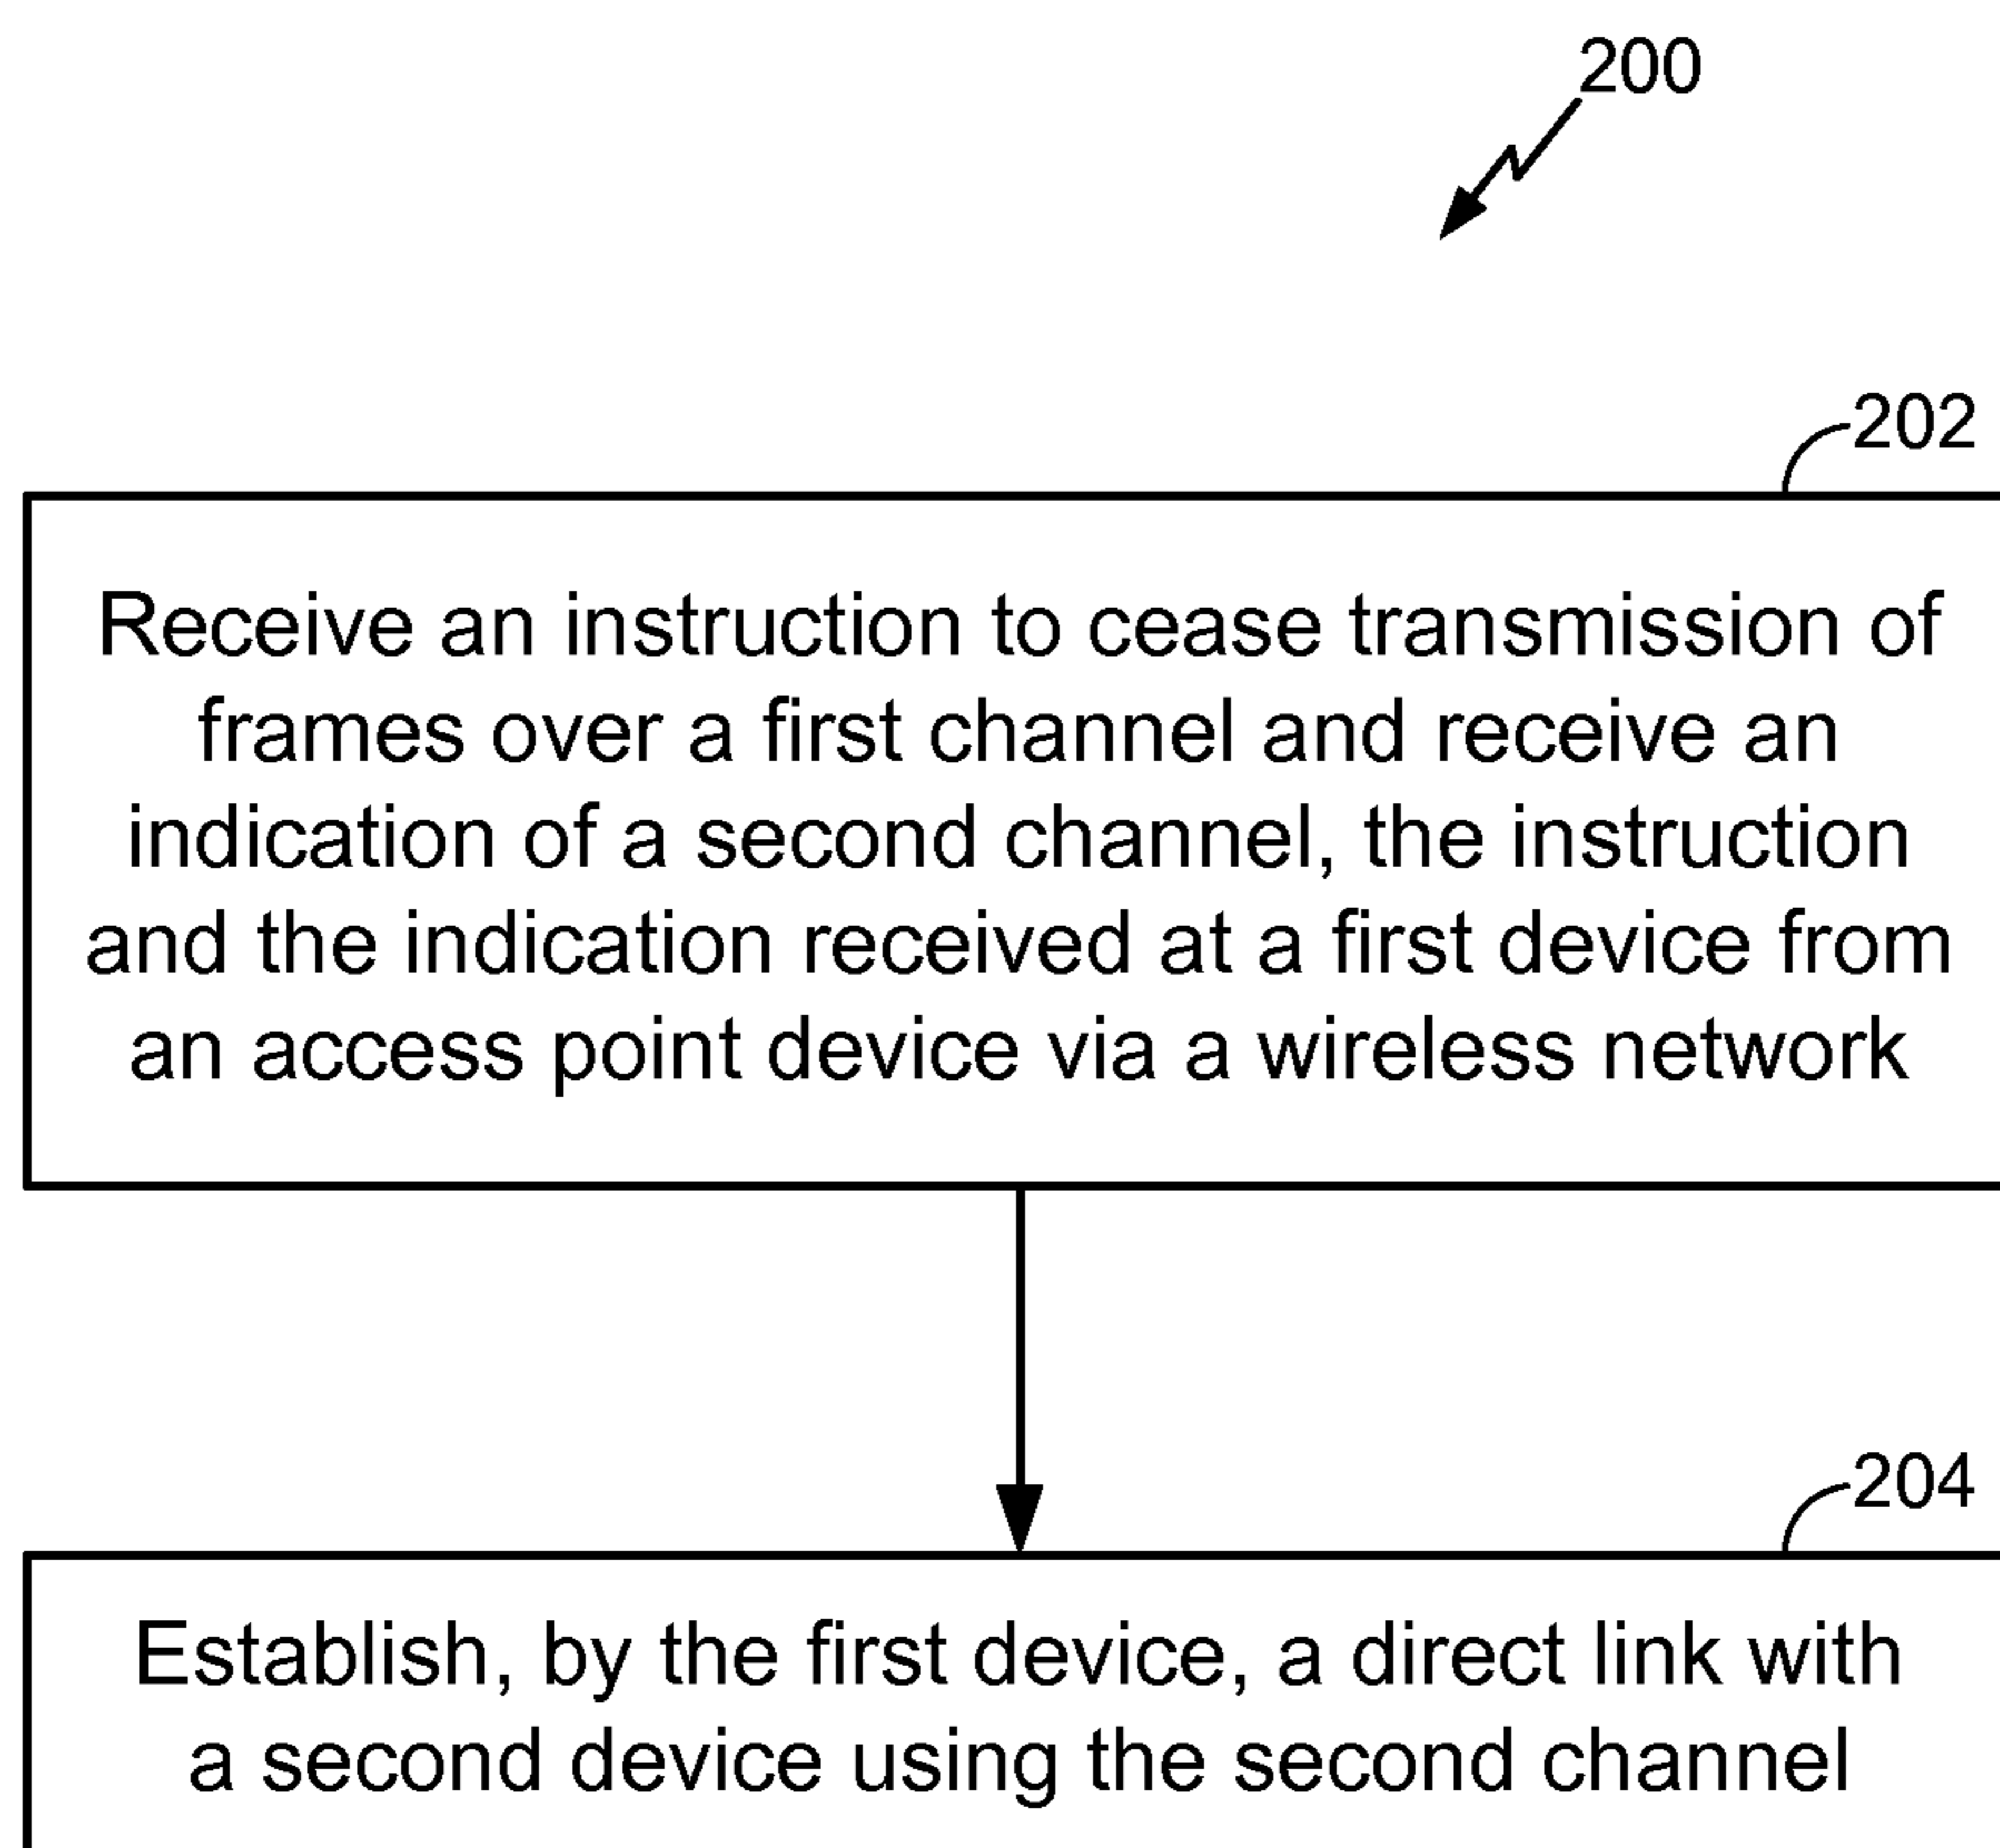 200
202
Receive an instruction to cease transmission of
frames over a first channel and receive an
indication of a second channel, the instruction
and the indication received at a first device from
an access point device via a wireless network
204
Establish, by the first device, a direct link with
a second device using the second channel